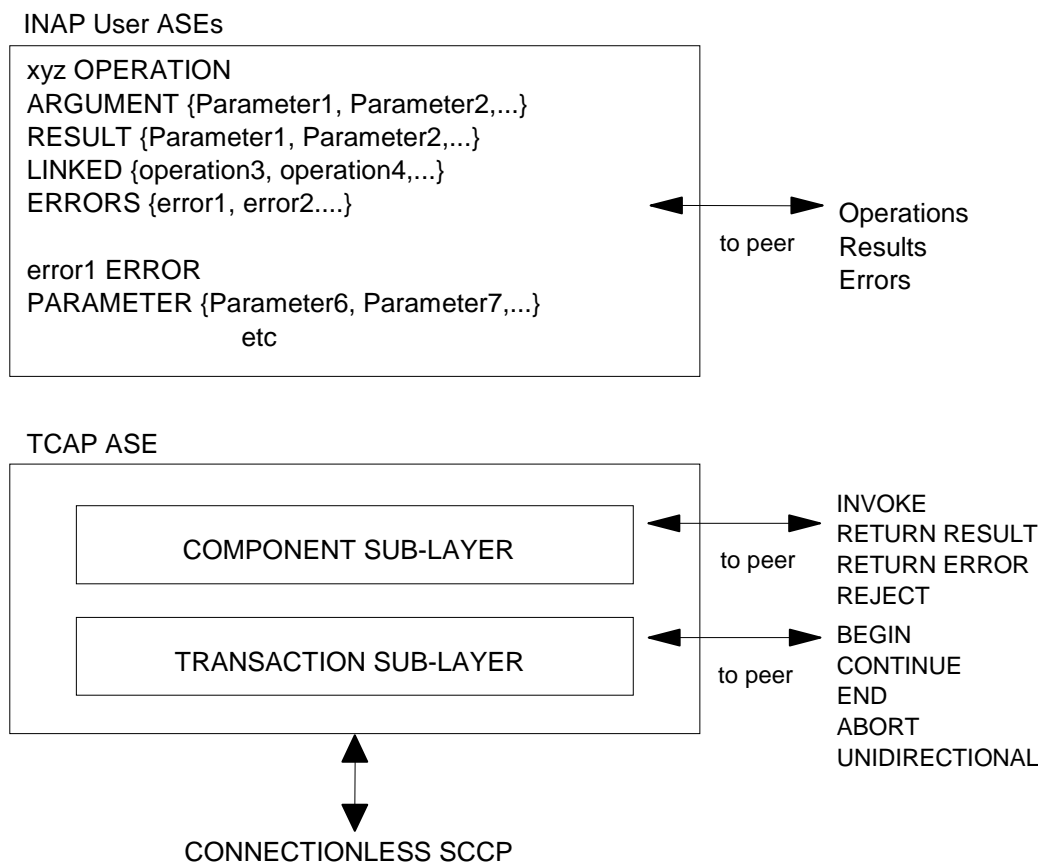 INAP User ASEs
xyz OPERATION
ARGUMENT {Parameter1, Parameter2,...}
RESULT {Parameter1, Parameter2,...}
LINKED {operation3, operation4,...}
ERRORS {error1, error2....}
error1 ERROR
PARAMETER {Parameter6, Parameter7,...}
etc
to peer
Operations
Results
Errors
TCAP ASE
COMPONENT SUB-LAYER
to peer
INVOKE
RETURN RESULT
RETURN ERROR
REJECT
TRANSACTION SUB-LAYER
to peer
BEGIN
CONTINUE
END
ABORT
UNIDIRECTIONAL
CONNECTIONLESS SCCP